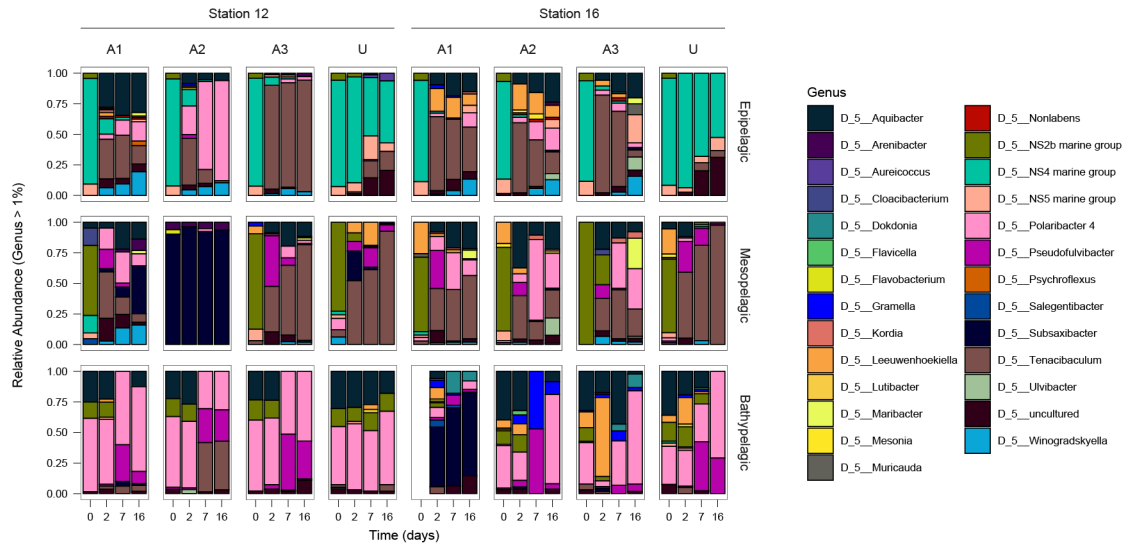 Station 12 Station 16
A1 A2 A3 U A1 A2 A3 U
Relative Abundance (Genus > 1%)
1.00
0.75
0.50
0.25
0.00
Epipelagic
1.00
0.75
0.50
0.25
0.00
Mesopelagic
1.00
0.75
0.50
0.25
0.00
Bathypelagic
0 2 7 16 0 2 7 16 0 2 7 16 0 2 7 16 0 2 7 16 0 2 7 16 0 2 7 16 0 2 7 16
Time (days)
Genus
D_5__Aquibacter
D_5__Arenibacter
D_5__Aureicoccus
D_5__Cloacibacterium
D_5__Dokdonia
D_5__Flavicella
D_5__Flavobacterium
D_5__Gramella
D_5__Kordia
D_5__Leeuwenhoekiella
D_5__Lutibacter
D_5__Maribacter
D_5__Mesonia
D_5__Muricauda
D_5__Nonlabens
D_5__NS2b marine group
D_5__NS4 marine group
D_5__NS5 marine group
D_5__Polaribacter 4
D_5__Pseudofulvibacter
D_5__Psychroflexus
D_5__Salegentibacter
D_5__Subsaxibacter
D_5__Tenacibaculum
D_5__Ulvibacter
D_5__uncultured
D_5__Winogradskyella